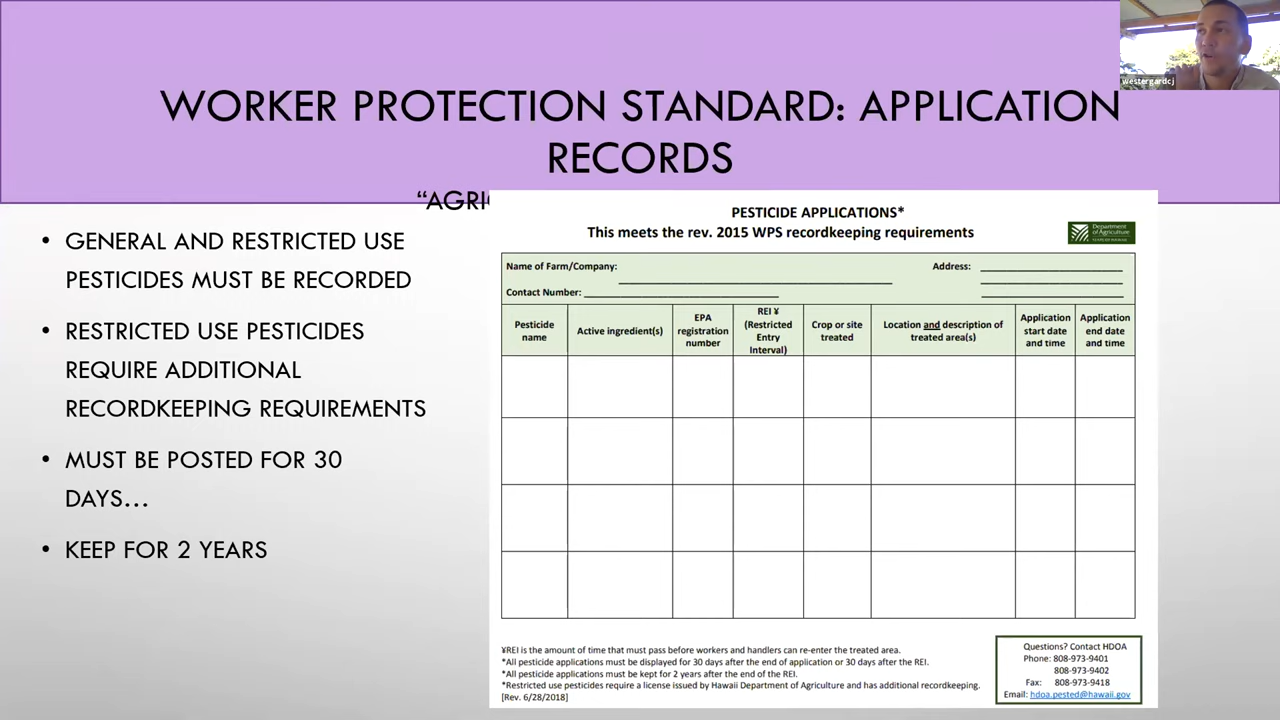 westergardcj
WORKER PROTECTION STANDARD: APPLICATION
RECORDS
“AGRI
• GENERAL AND RESTRICTED USE
PESTICIDES MUST BE RECORDED
• RESTRICTED USE PESTICIDES
REQUIRE ADDITIONAL
RECORDKEEPING REQUIREMENTS
• MUST BE POSTED FOR 30
DAYS…
• KEEP FOR 2 YEARS
PESTICIDE APPLICATIONS*
This meets the rev. 2015 WPS recordkeeping requirements
Department
of Agriculture
STATE OF HAWAII
Name of Farm/Company:
Address:
Contact Number:
Pesticide
name
Active ingredient(s)
EPA
registration
number
REI ¥
(Restricted
Entry
Interval)
Crop or site
treated
Location and description of
treated area(s)
Application
start date
and time
Application
end date
and time
¥REI is the amount of time that must pass before workers and handlers can re-enter the treated area.
*All pesticide applications must be displayed for 30 days after the end of application or 30 days after the REI.
*All pesticide applications must be kept for 2 years after the end of the REI.
*Restricted use pesticides require a license issued by Hawaii Department of Agriculture and has additional recordkeeping.
[Rev. 6/28/2018]
Questions? Contact HDOA
Phone: 808-973-9401
808-973-9402
Fax: 808-973-9418
Email: hdoa.pested@hawaii.gov